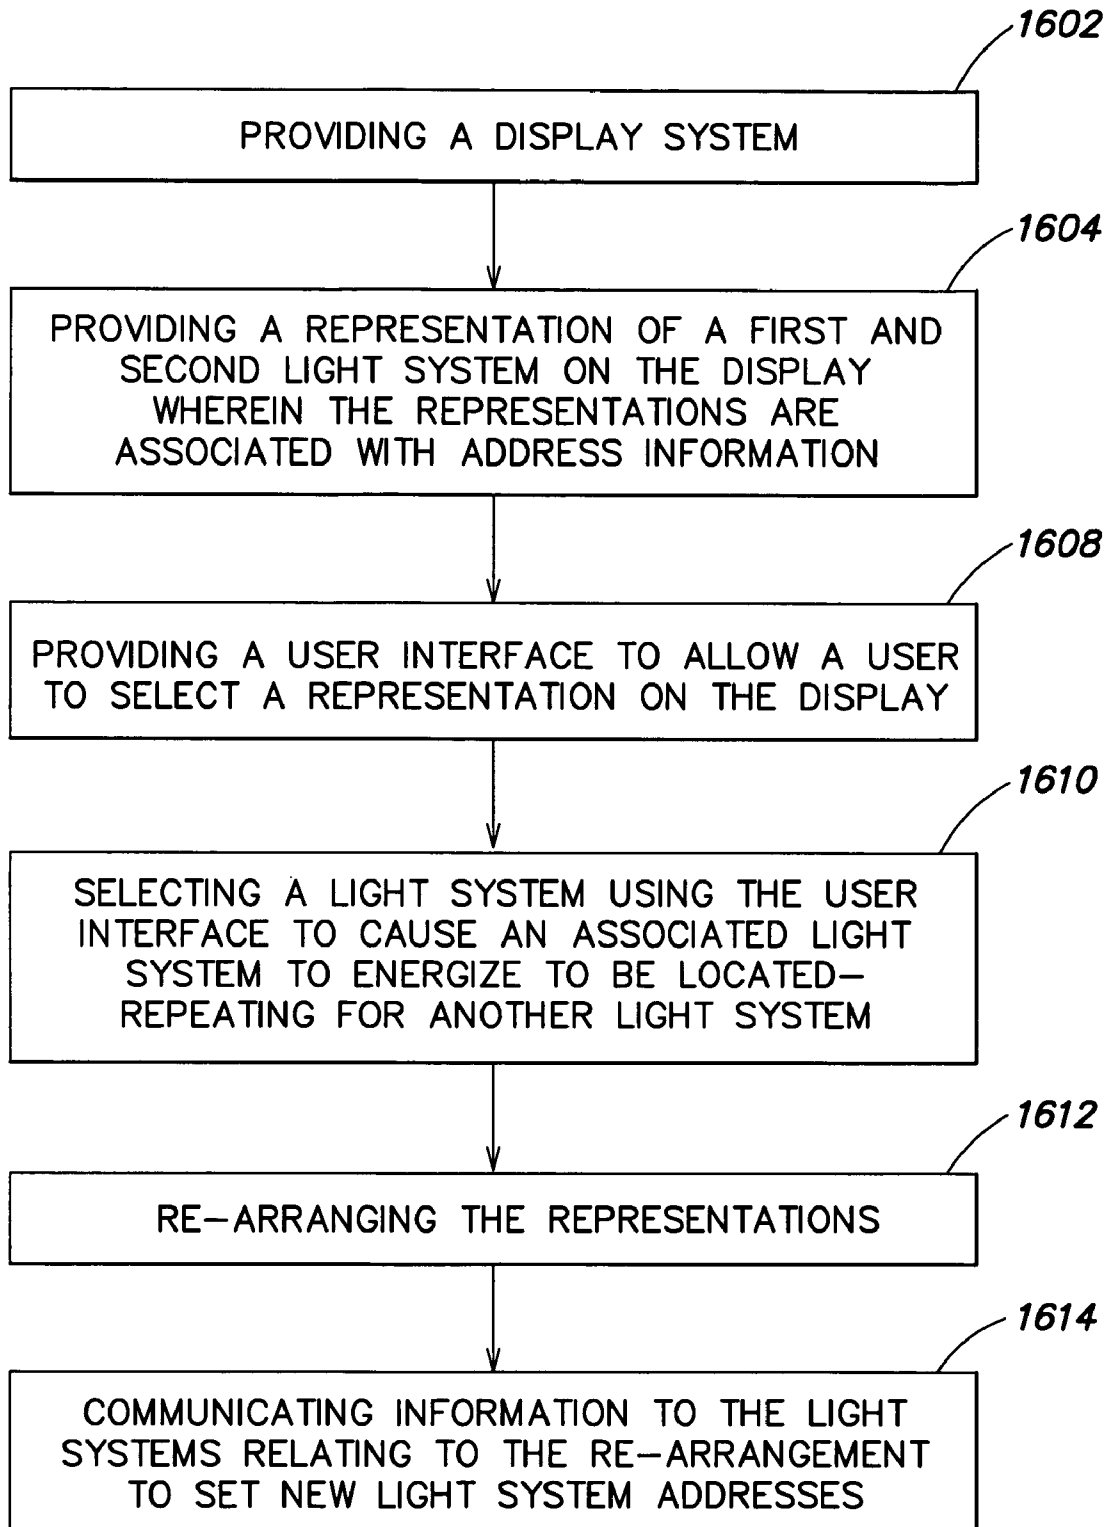 1602
PROVIDING A DISPLAY SYSTEM
1604
PROVIDING A REPRESENTATION OF A FIRST AND
SECOND LIGHT SYSTEM ON THE DISPLAY
WHEREIN THE REPRESENTATIONS ARE
ASSOCIATED WITH ADDRESS INFORMATION
1608
PROVIDING A USER INTERFACE TO ALLOW A USER
TO SELECT A REPRESENTATION ON THE DISPLAY
1610
SELECTING A LIGHT SYSTEM USING THE USER
INTERFACE TO CAUSE AN ASSOCIATED LIGHT
SYSTEM TO ENERGIZE TO BE LOCATED–
REPEATING FOR ANOTHER LIGHT SYSTEM
1612
RE–ARRANGING THE REPRESENTATIONS
1614
COMMUNICATING INFORMATION TO THE LIGHT
SYSTEMS RELATING TO THE RE–ARRANGEMENT
TO SET NEW LIGHT SYSTEM ADDRESSES